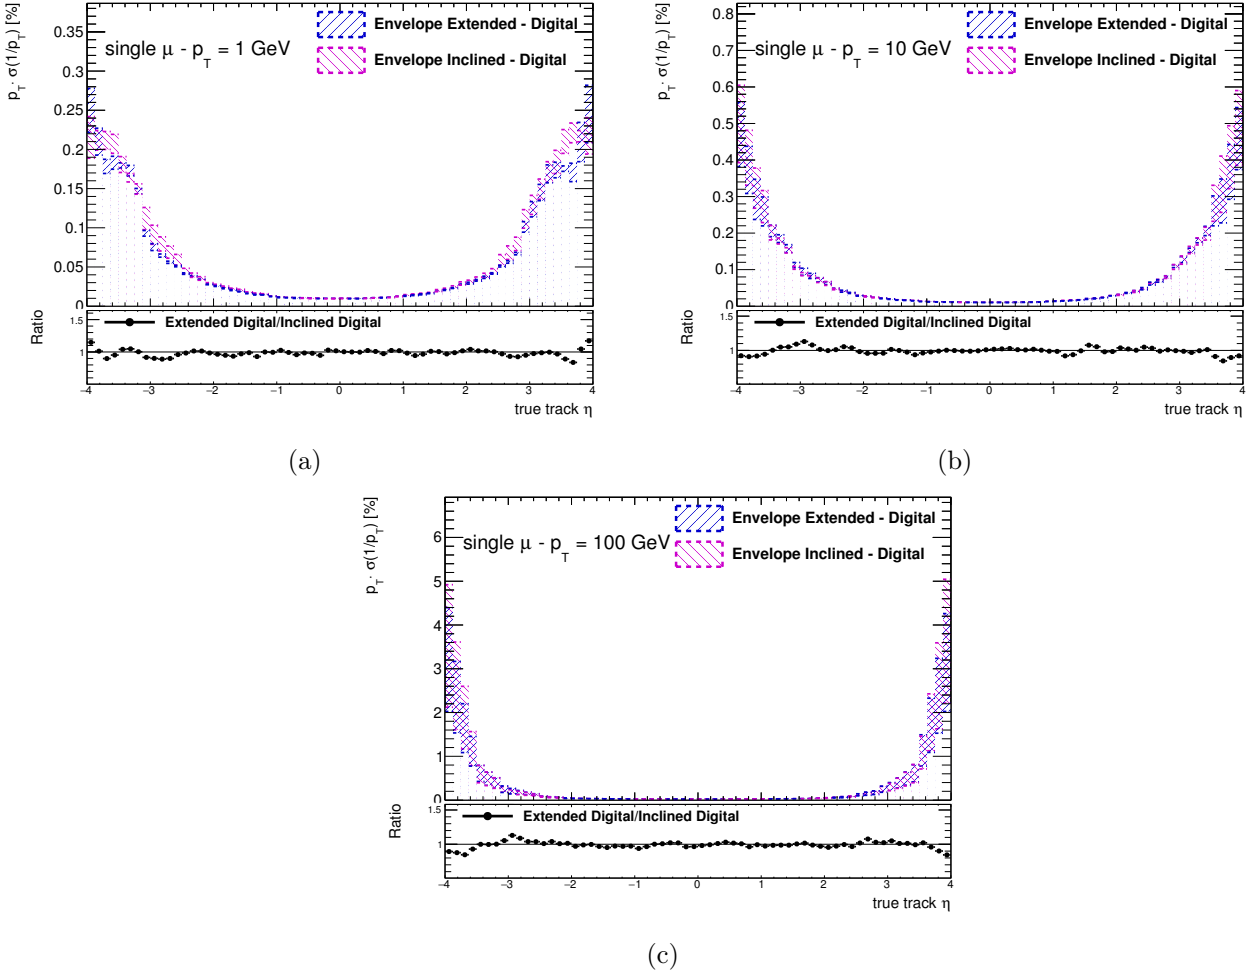 p_T · σ(1/p_T) [%]
0.35
0.3
0.25
0.2
0.15
0.1
0.05
0
single μ - p_T = 1 GeV
Envelope Extended - Digital
Envelope Inclined - Digital
Ratio
1.5
1
Extended Digital/Inclined Digital
−4 −3 −2 −1 0 1 2 3 4
true track η
(a)
p_T · σ(1/p_T) [%]
0.8
0.7
0.6
0.5
0.4
0.3
0.2
0.1
0
single μ - p_T = 10 GeV
Envelope Extended - Digital
Envelope Inclined - Digital
Ratio
1.5
1
Extended Digital/Inclined Digital
−4 −3 −2 −1 0 1 2 3 4
true track η
(b)
p_T · σ(1/p_T) [%]
6
5
4
3
2
1
0
single μ - p_T = 100 GeV
Envelope Extended - Digital
Envelope Inclined - Digital
Ratio
1.5
1
Extended Digital/Inclined Digital
−4 −3 −2 −1 0 1 2 3 4
true track η
(c)